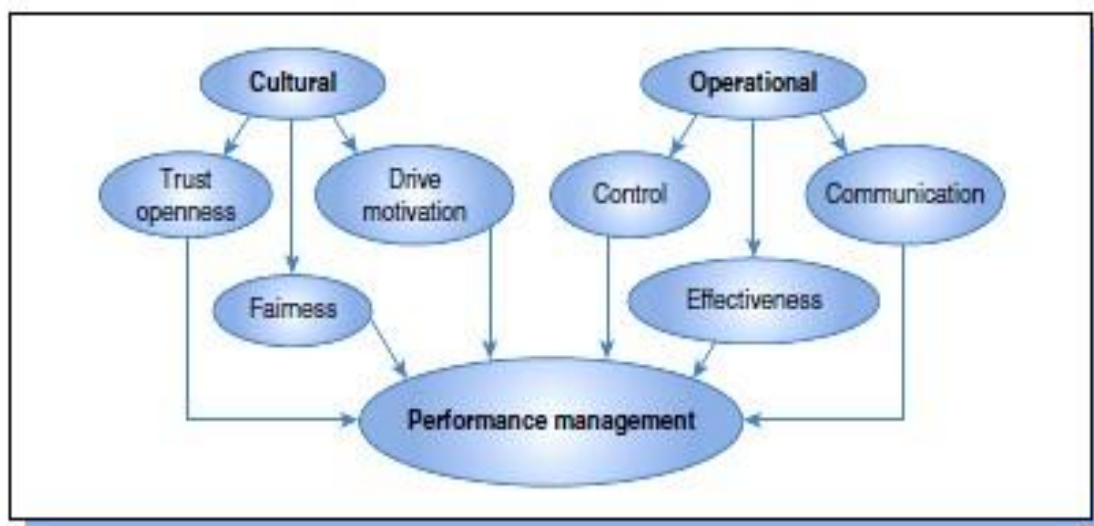 Cultural
Operational
Trust
openness
Drive
motivation
Control
Communication
Fairness
Effectiveness
Performance management